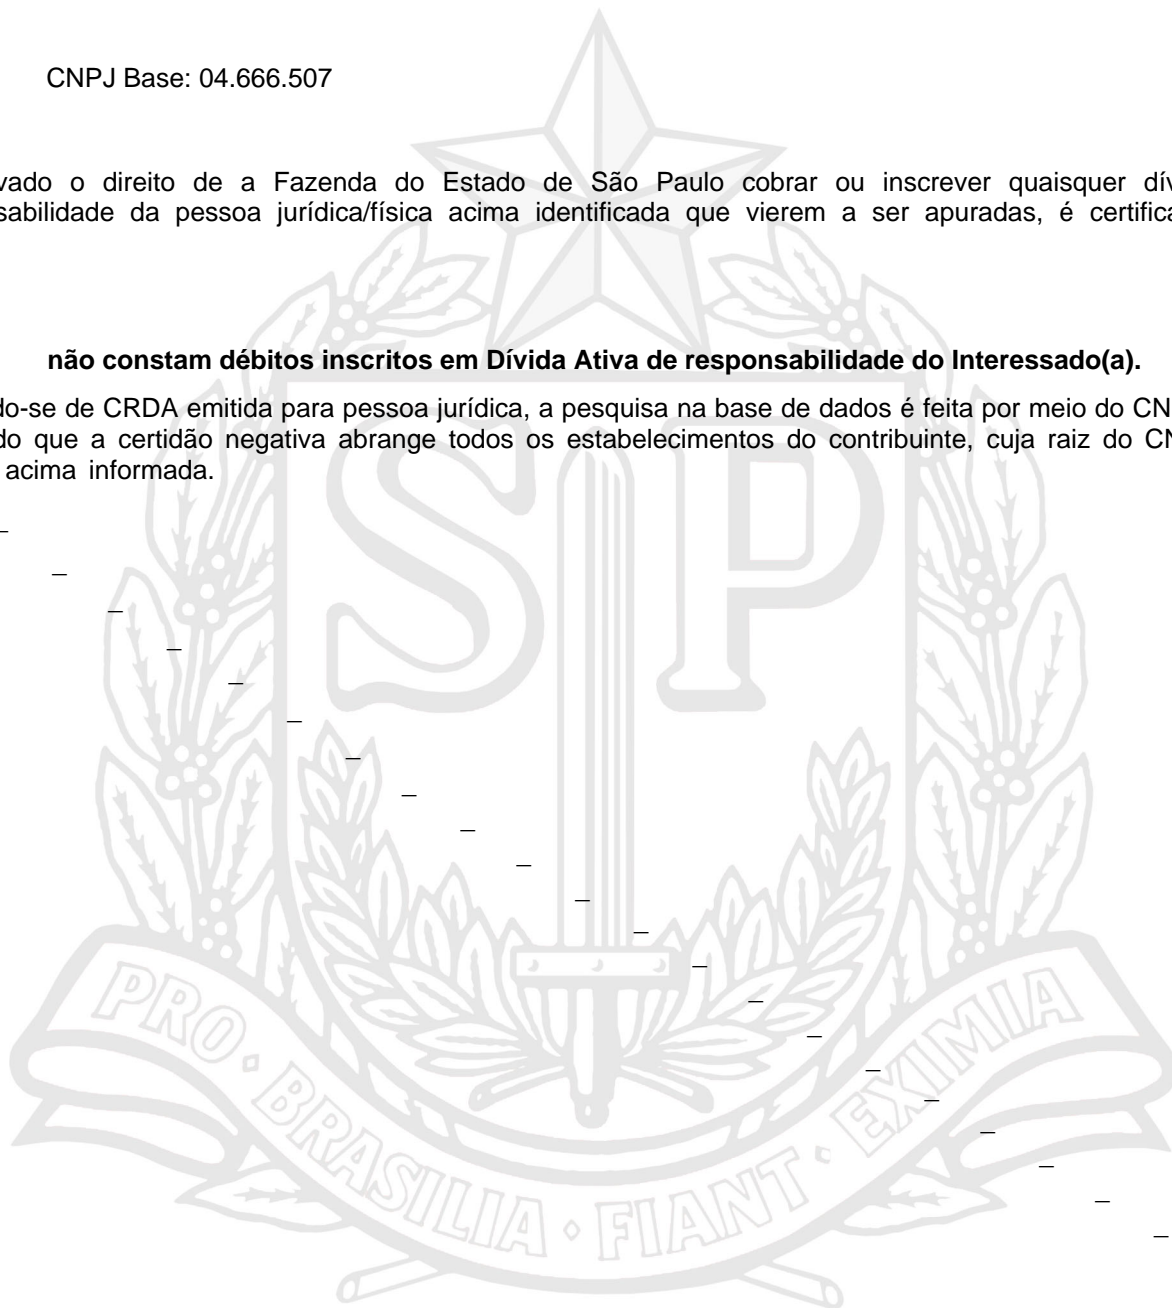 CNPJ Base: 04.666.507
vado o direito de a Fazenda do Estado de São Paulo cobrar ou inscrever quaisquer dív
sabilidade da pessoa jurídica/física acima identificada que vierem a ser apuradas, é certifica
não constam débitos inscritos em Dívida Ativa de responsabilidade do Interessado(a).
do-se de CRDA emitida para pessoa jurídica, a pesquisa na base de dados é feita por meio do CN
do que a certidão negativa abrange todos os estabelecimentos do contribuinte, cuja raiz do CN
acima informada.
SP
PRO • BRASILIA • FIANT • EXIMIA